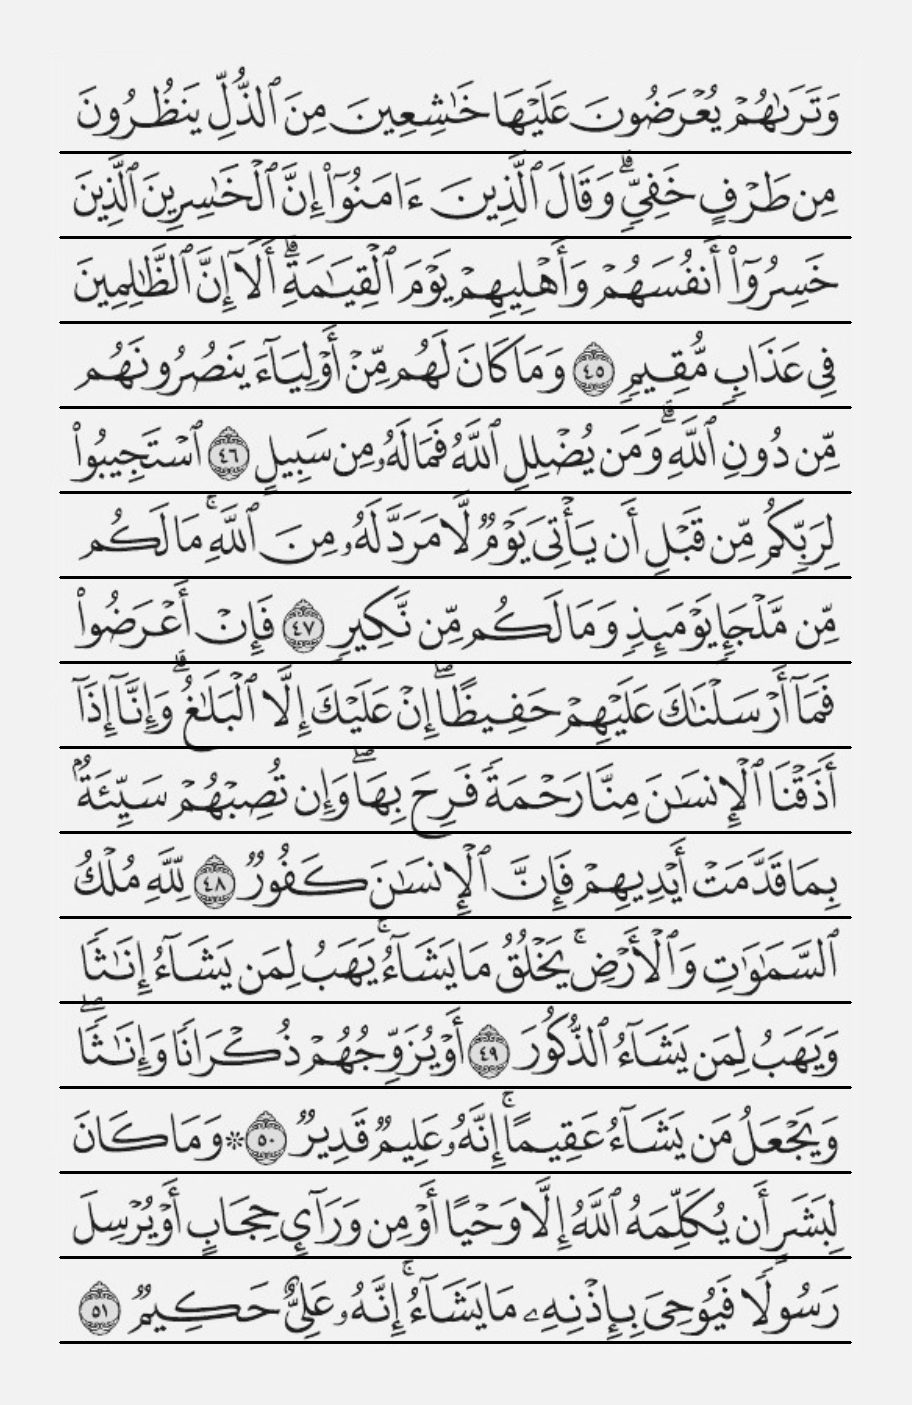 وَتَرَىٰهُمْ يُعْرَضُونَ عَلَيْهَا خَٰشِعِينَ مِنَ ٱلذُّلِّ يَنظُرُونَ
مِن طَرْفٍ خَفِيٍّۗ وَقَالَ ٱلَّذِينَ ءَامَنُوٓا۟ إِنَّ ٱلْخَٰسِرِينَ ٱلَّذِينَ
خَسِرُوٓا۟ أَنفُسَهُمْ وَأَهْلِيهِمْ يَوْمَ ٱلْقِيَٰمَةِۗ أَلَآ إِنَّ ٱلظَّٰلِمِينَ
فِى عَذَابٍ مُّقِيمٍ ٤٥ وَمَا كَانَ لَهُم مِّنْ أَوْلِيَآءَ يَنصُرُونَهُم
مِّن دُونِ ٱللَّهِۗ وَمَن يُضْلِلِ ٱللَّهُ فَمَا لَهُۥ مِن سَبِيلٍ ٤٦ ٱسْتَجِيبُوا۟
لِرَبِّكُم مِّن قَبْلِ أَن يَأْتِىَ يَوْمٌ لَّا مَرَدَّ لَهُۥ مِنَ ٱللَّهِۚ مَا لَكُم
مِّن مَّلْجَإٍ يَوْمَئِذٍ وَمَا لَكُم مِّن نَّكِيرٍ ٤٧ فَإِنْ أَعْرَضُوا۟
فَمَآ أَرْسَلْنَٰكَ عَلَيْهِمْ حَفِيظًاۖ إِنْ عَلَيْكَ إِلَّا ٱلْبَلَٰغُۗ وَإِنَّآ إِذَآ
أَذَقْنَا ٱلْإِنسَٰنَ مِنَّا رَحْمَةً فَرِحَ بِهَاۖ وَإِن تُصِبْهُمْ سَيِّئَةٌۢ
بِمَا قَدَّمَتْ أَيْدِيهِمْ فَإِنَّ ٱلْإِنسَٰنَ كَفُورٌ ٤٨ لِّلَّهِ مُلْكُ
ٱلسَّمَٰوَٰتِ وَٱلْأَرْضِۚ يَخْلُقُ مَا يَشَآءُۚ يَهَبُ لِمَن يَشَآءُ إِنَٰثًا
وَيَهَبُ لِمَن يَشَآءُ ٱلذُّكُورَ ٤٩ أَوْ يُزَوِّجُهُمْ ذُكْرَانًا وَإِنَٰثًاۖ
وَيَجْعَلُ مَن يَشَآءُ عَقِيمًاۚ إِنَّهُۥ عَلِيمٌ قَدِيرٌ ٥٠ * وَمَا كَانَ
لِبَشَرٍ أَن يُكَلِّمَهُ ٱللَّهُ إِلَّا وَحْيًا أَوْ مِن وَرَآئِ حِجَابٍ أَوْ يُرْسِلَ
رَسُولًا فَيُوحِىَ بِإِذْنِهِۦ مَا يَشَآءُۚ إِنَّهُۥ عَلِىٌّ حَكِيمٌ ٥١